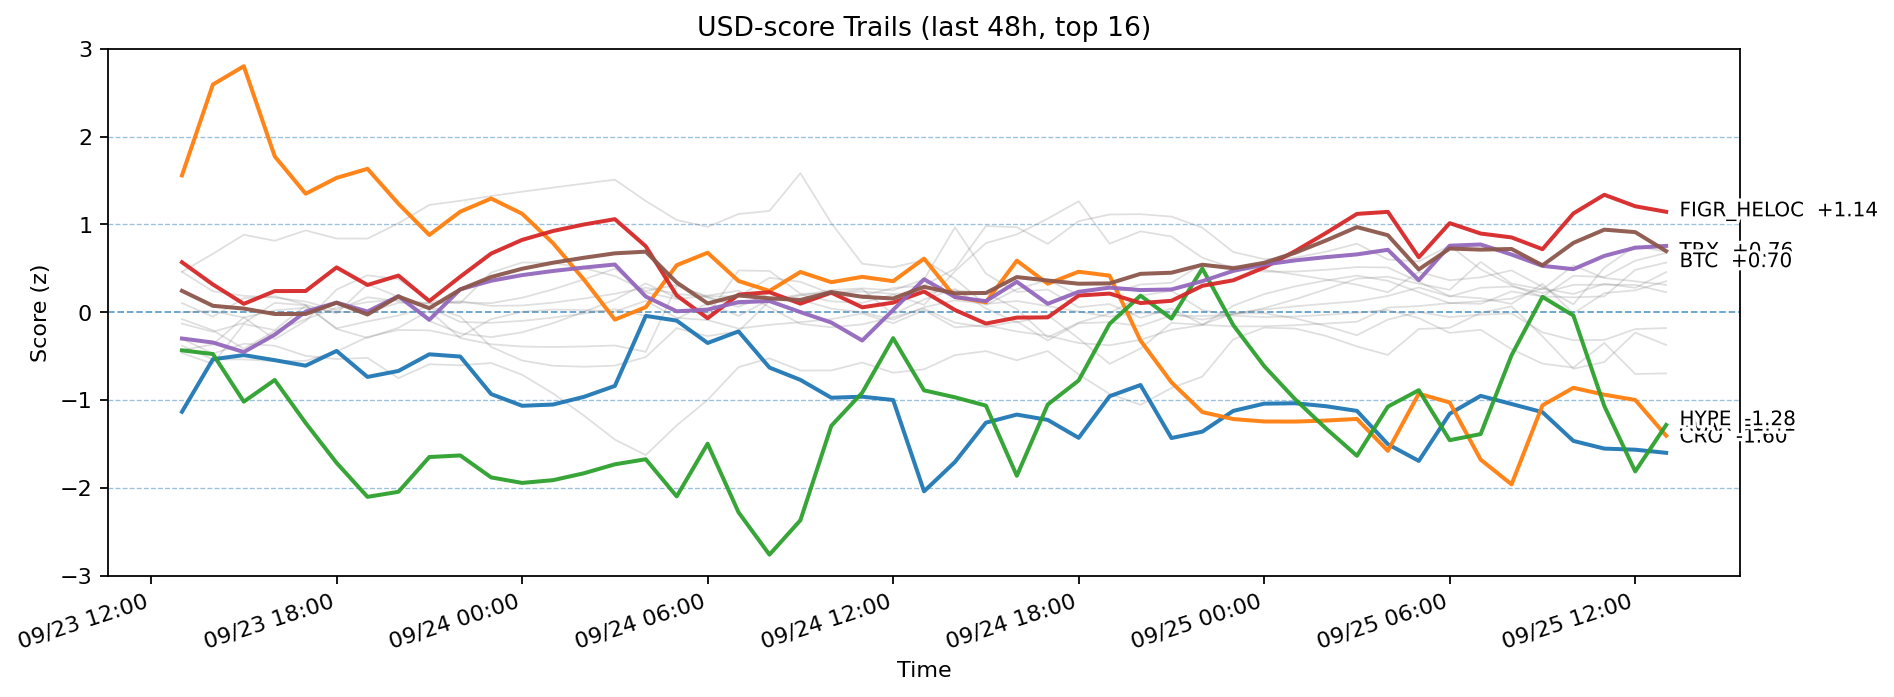 USD-score Trails (last 48h, top 16)
3
2
1
0
−1
−2
−3
Score (z)
FIGR_HELOC +1.14
TRX +0.76
BTC +0.70
HYPE -1.28
CRO -1.60
09/23 12:00
09/23 18:00
09/24 00:00
09/24 06:00
09/24 12:00
09/24 18:00
09/25 00:00
09/25 06:00
09/25 12:00
Time